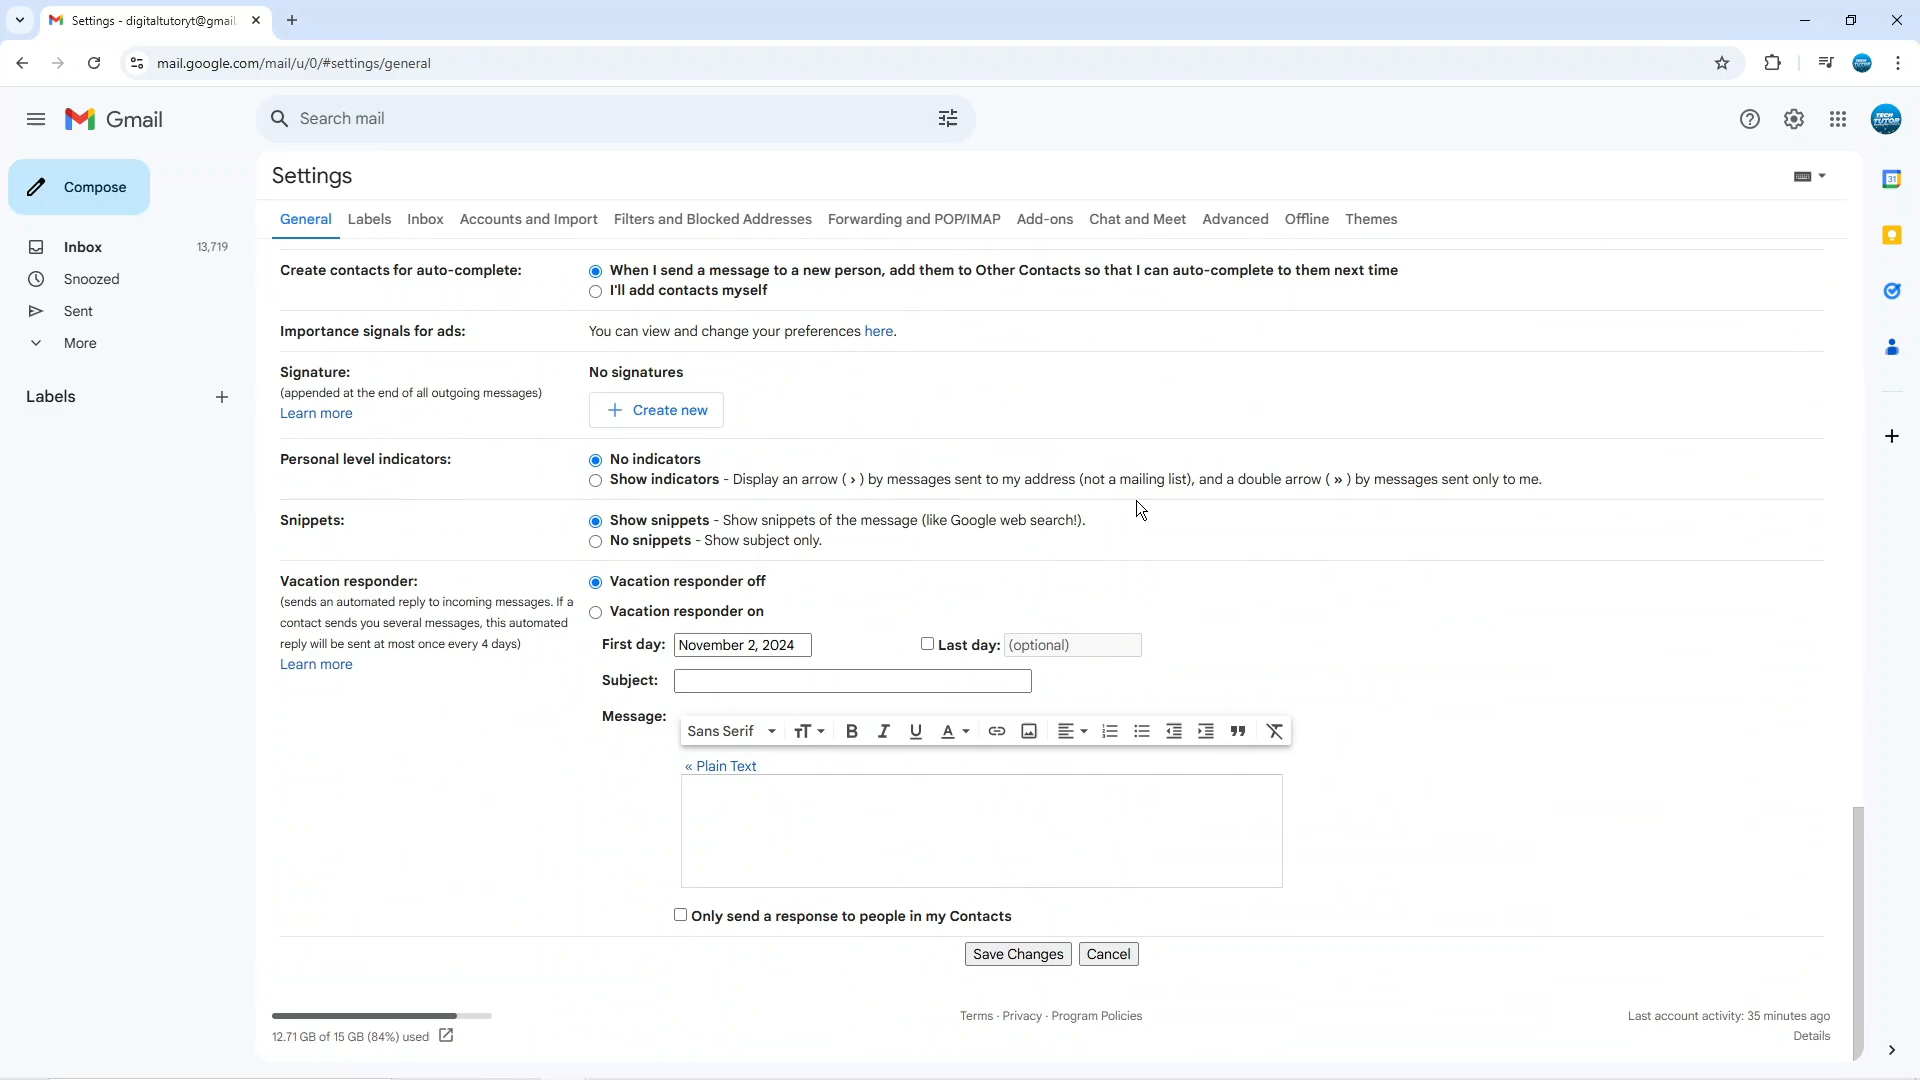 Settings - digitaltutoryt@gmail.
mail.google.com/mail/u/0/#settings/general
Gmail
Search mail
TECH TUTOR
Compose
Inbox 13,719
Snoozed
Sent
More
Labels
Settings
General Labels Inbox Accounts and Import Filters and Blocked Addresses Forwarding and POP/IMAP Add-ons Chat and Meet Advanced Offline Themes
Create contacts for auto-complete:
When I send a message to a new person, add them to Other Contacts so that I can auto-complete to them next time
I'll add contacts myself
Importance signals for ads:
You can view and change your preferences here.
Signature:
(appended at the end of all outgoing messages)
Learn more
No signatures
Create new
Personal level indicators:
No indicators
Show indicators - Display an arrow ( › ) by messages sent to my address (not a mailing list), and a double arrow ( » ) by messages sent only to me.
Snippets:
Show snippets - Show snippets of the message (like Google web search!).
No snippets - Show subject only.
Vacation responder:
(sends an automated reply to incoming messages. If a
contact sends you several messages, this automated
reply will be sent at most once every 4 days)
Learn more
Vacation responder off
Vacation responder on
First day: November 2, 2024 Last day: (optional)
Subject:
Message:
Sans Serif
« Plain Text
Only send a response to people in my Contacts
Save Changes Cancel
12.71 GB of 15 GB (84%) used
Terms · Privacy · Program Policies
Last account activity: 35 minutes ago
Details
31